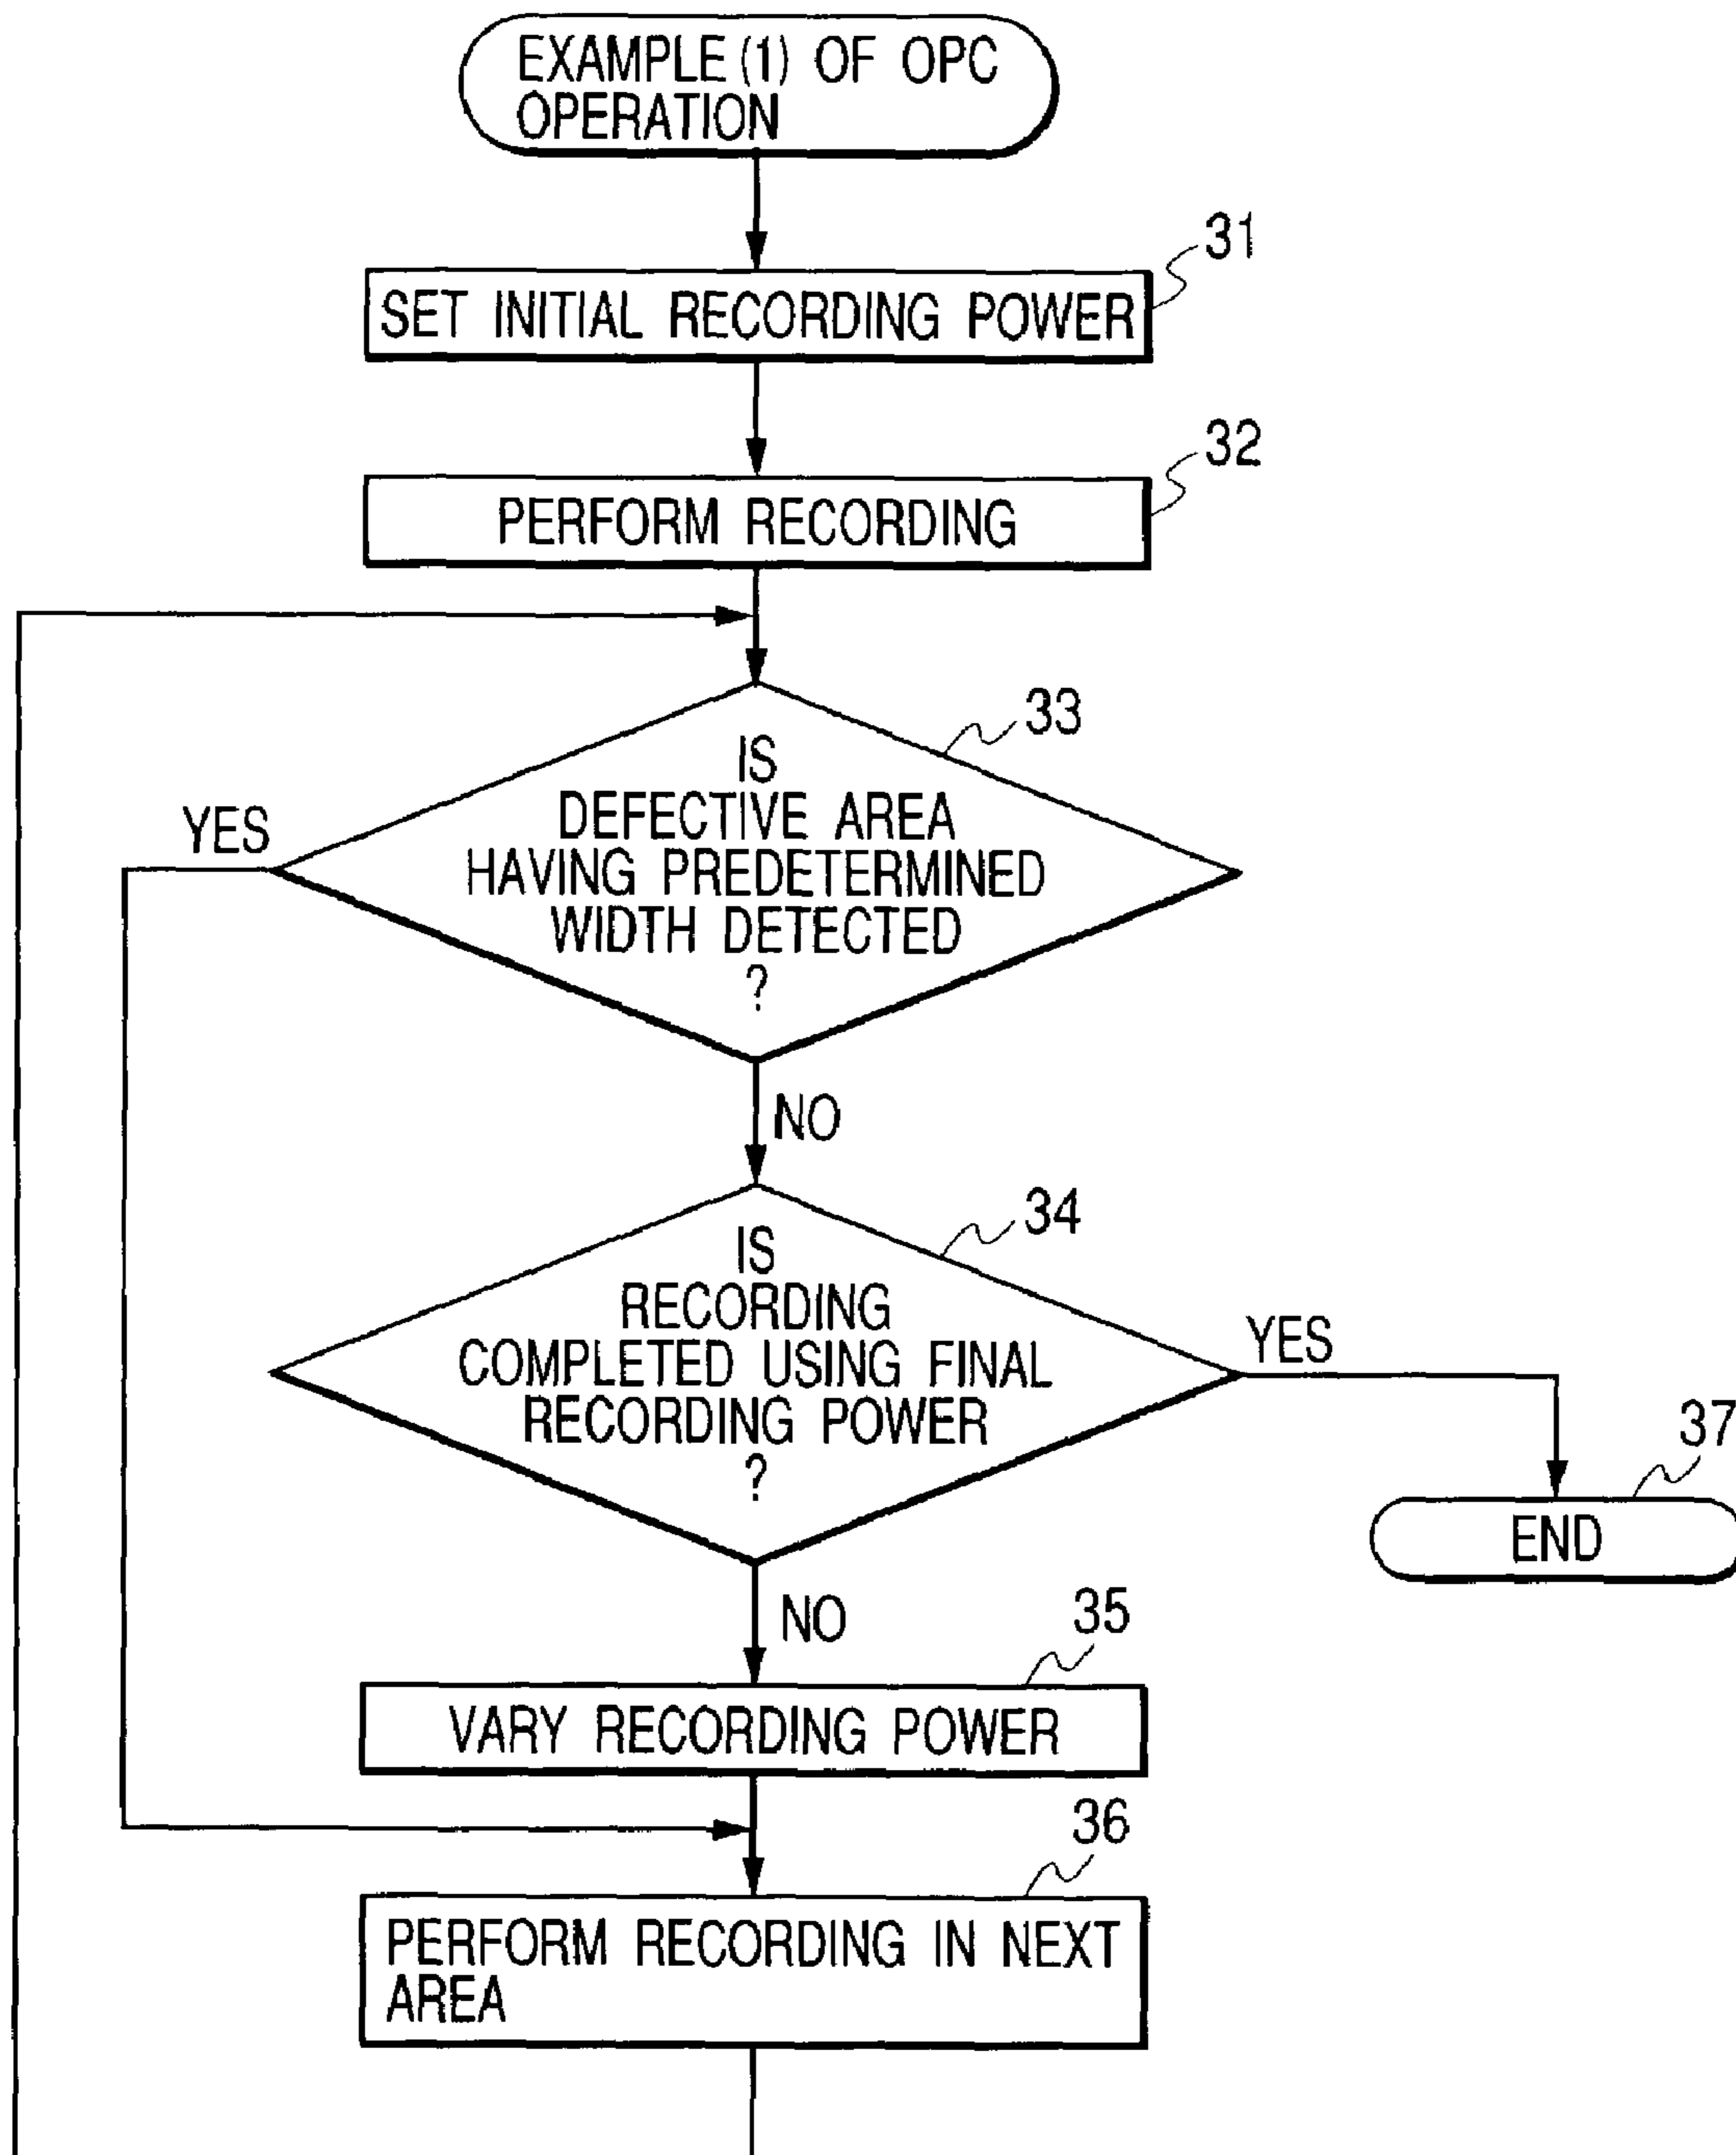 EXAMPLE (1) OF OPC
OPERATION
31
SET INITIAL RECORDING POWER
32
PERFORM RECORDING
33
IS
DEFECTIVE AREA
HAVING PREDETERMINED
WIDTH DETECTED
?
YES
NO
34
IS
RECORDING
COMPLETED USING FINAL
RECORDING POWER
?
YES
37
END
NO
35
VARY RECORDING POWER
36
PERFORM RECORDING IN NEXT
AREA